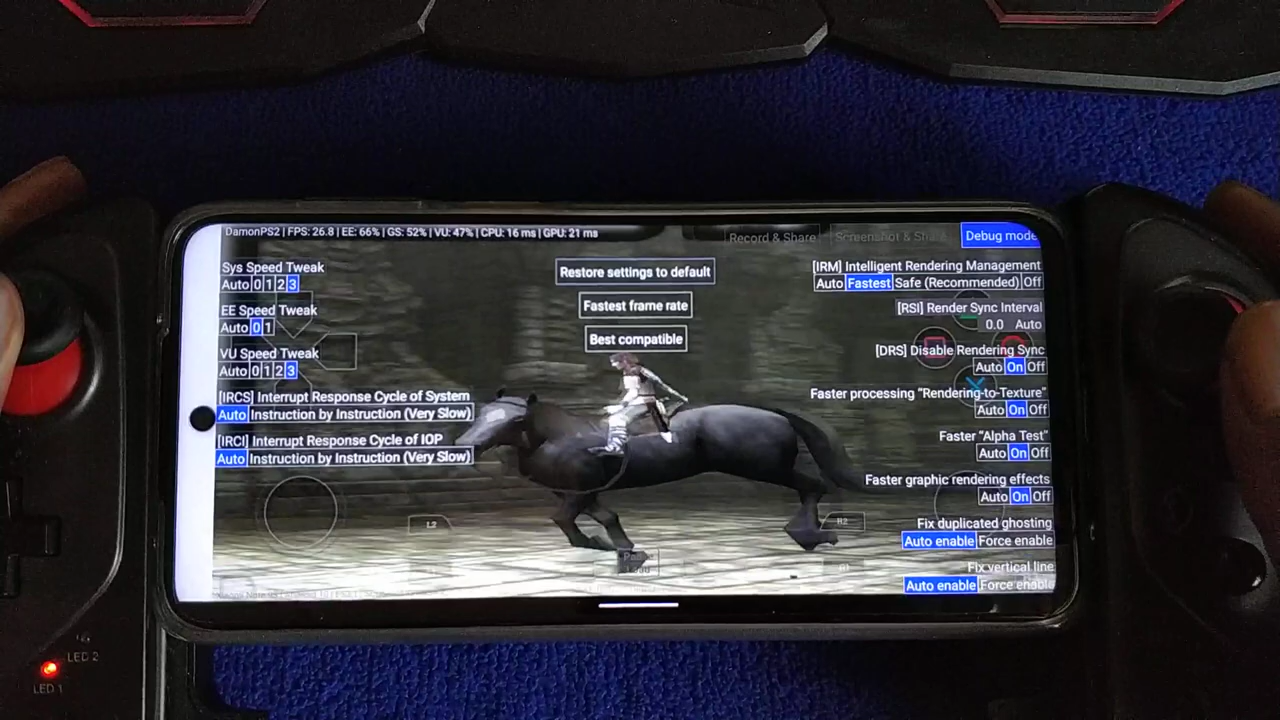 DamonPS2 | FPS: 26.8 | EE: 66% | GS: 52% | VU: 47% | CPU: 16 ms | GPU: 21 ms
Record & Share
Screenshot & Share
Debug mode
Sys Speed Tweak
Auto 0 1 2 3
EE Speed Tweak
Auto 0 1
VU Speed Tweak
Auto 0 1 2 3
[IRCS] Interrupt Response Cycle of System
Auto Instruction by Instruction (Very Slow)
[IRCI] Interrupt Response Cycle of IOP
Auto Instruction by Instruction (Very Slow)
Restore settings to default
Fastest frame rate
Best compatible
[IRM] Intelligent Rendering Management
Auto Fastest Safe (Recommended) Off
[RSI] Render Sync Interval
0.0 Auto
[DRS] Disable Rendering Sync
Auto On Off
Faster processing "Rendering-to-Texture"
Auto On Off
Faster "Alpha Test"
Auto On Off
Faster graphic rendering effects
Auto On Off
Fix duplicated ghosting
Auto enable Force enable
Fix vertical line
Auto enable Force enable
L2
R2
LED 2
LED 1